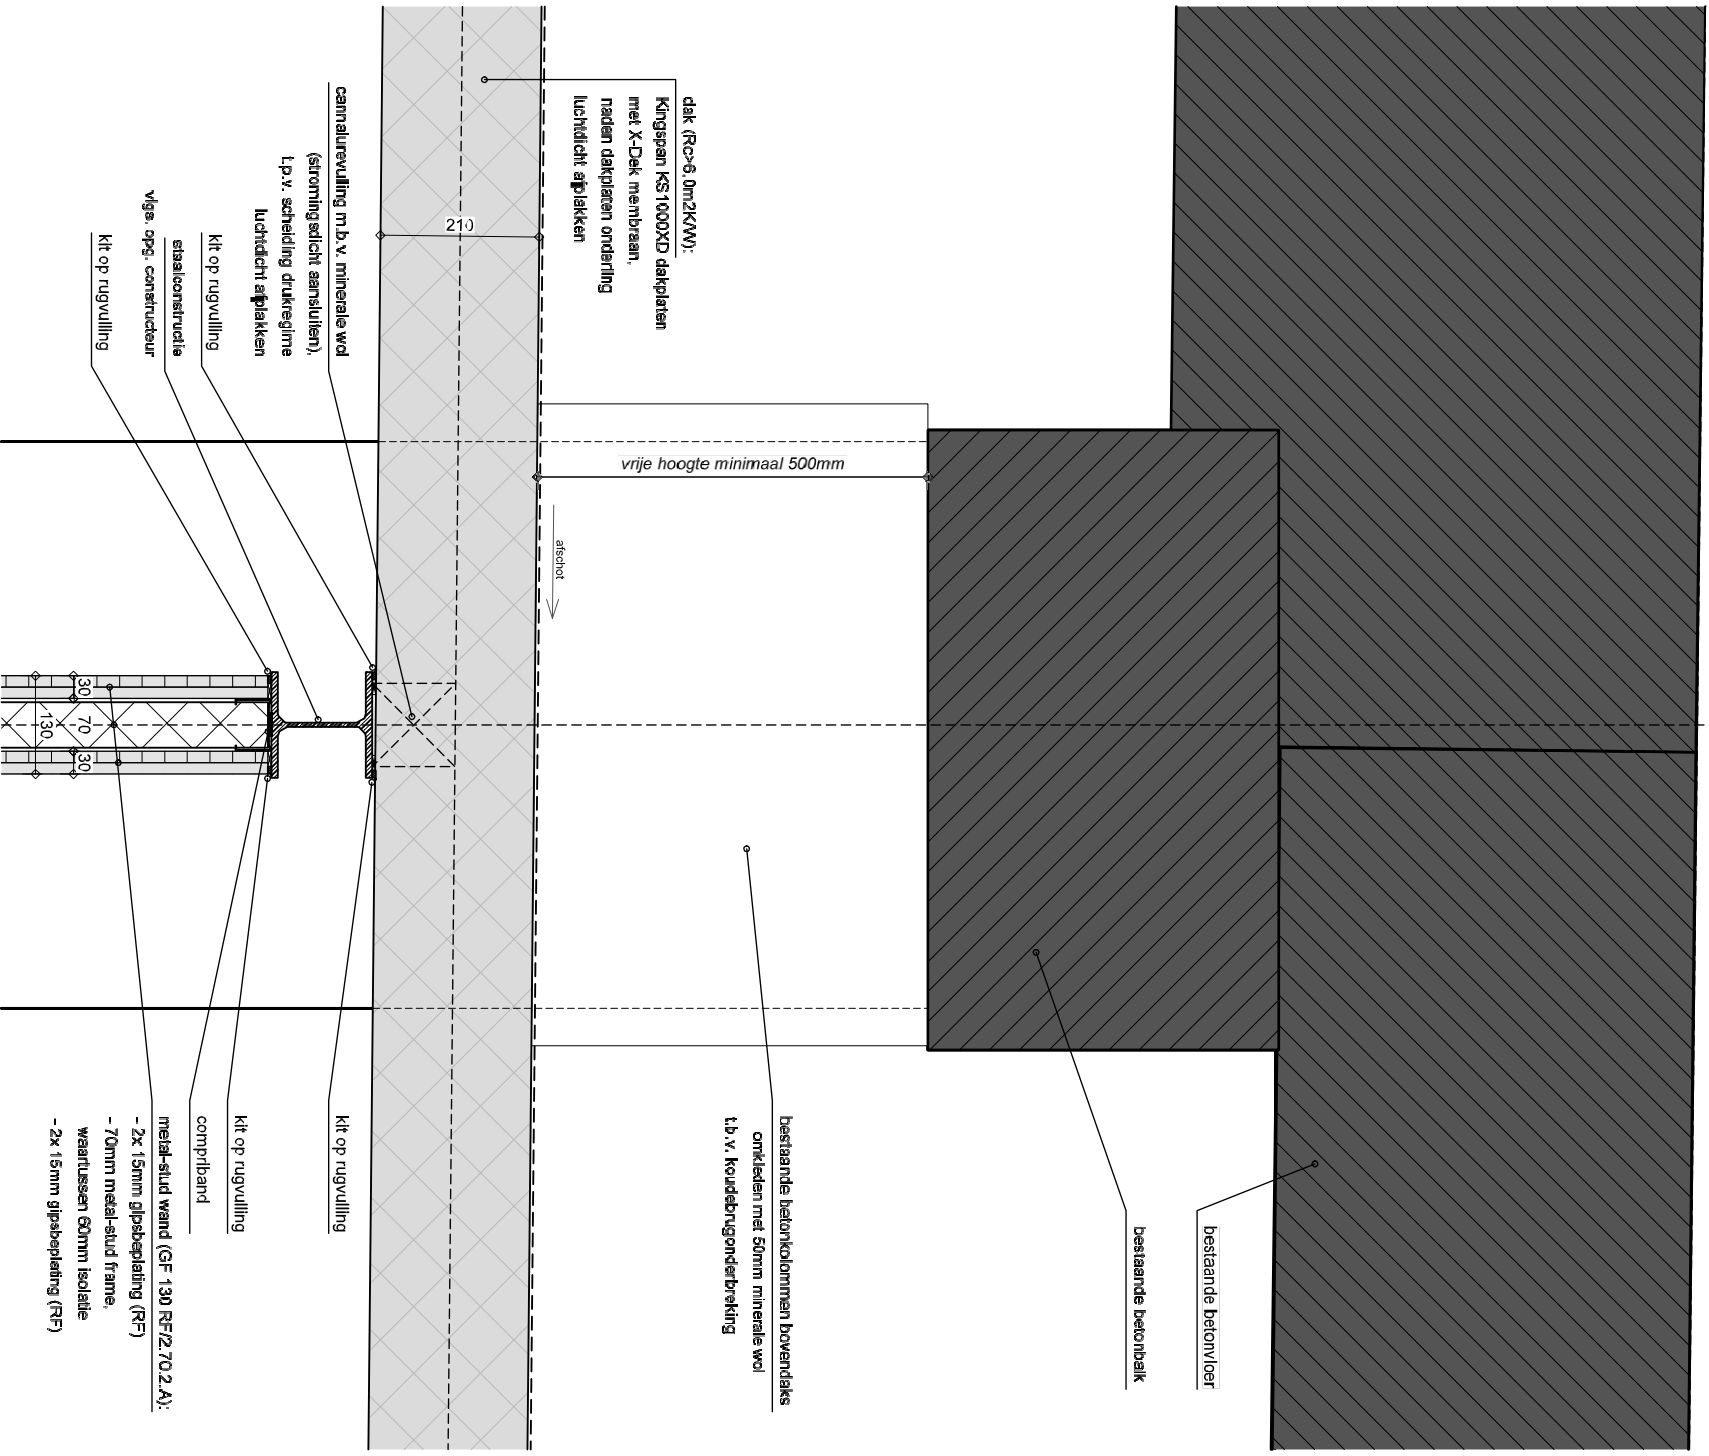 bestaande betonvloer
bestaande betonbalk
dak (Rc>6,0m2K/W):
Kingspan KS1000XD dakplaten
met X-Dek membraan,
naden dakplaten onderling
luchtdicht afplakken
vrije hoogte minimaal 500mm
afschot
bestaande betonkolommen bovendaks
omkleden met 50mm minerale wol
t.b.v. koudebrugonderbreking
210
cannalurevulling m.b.v. minerale wol
(stromingsdicht aansluiten),
t.p.v. scheiding drukregime
luchtdicht afplakken
kit op rugvulling
staalconstructie
vlgs. opg. constructeur
kit op rugvulling
kit op rugvulling
kit op rugvulling
compriband
metal-stud wand (GF 130 RF/2.70.2.A):
- 2x 15mm gipsbeplating (RF)
- 70mm metal-stud frame,
waartussen 60mm isolatie
- 2x 15mm gipsbeplating (RF)
30
70
30
130